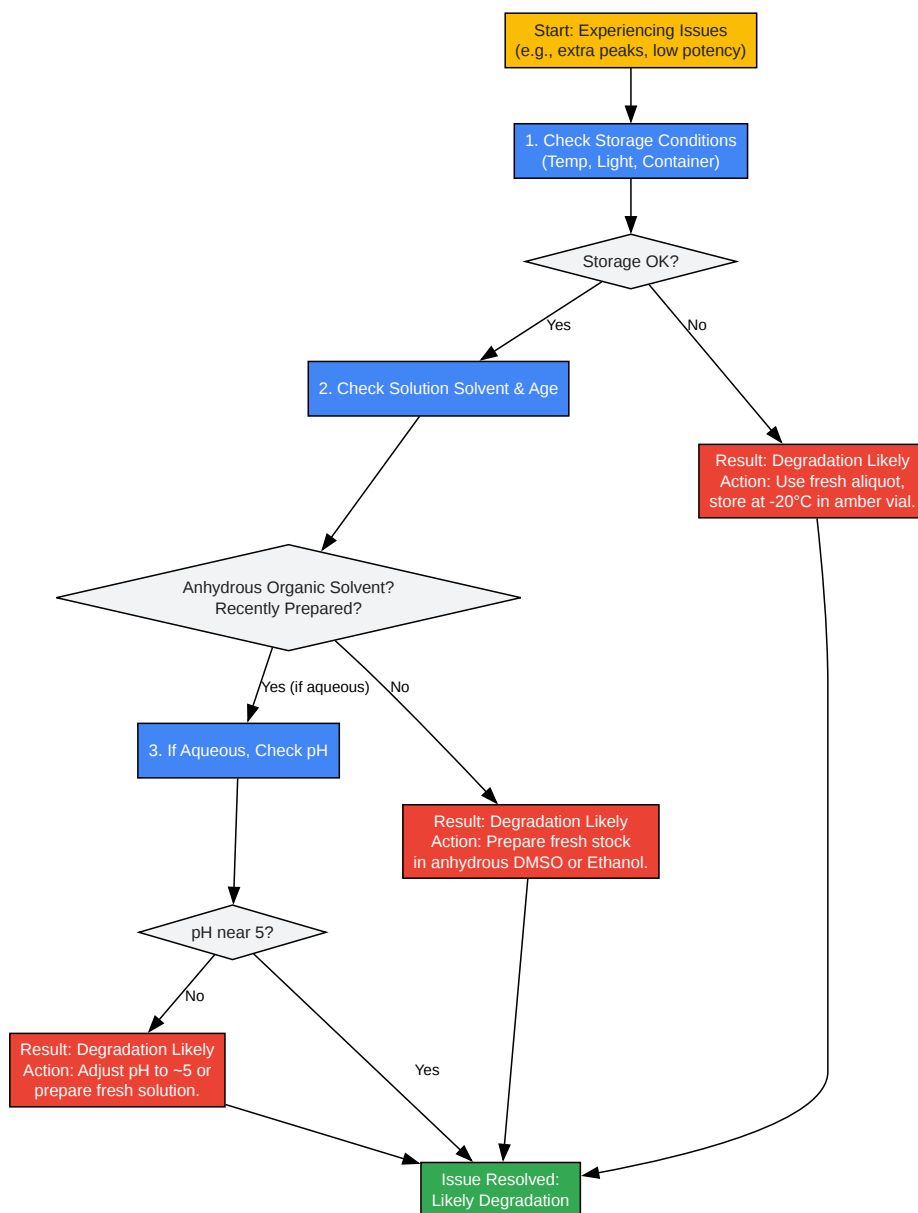 Start: Experiencing Issues
(e.g., extra peaks, low potency)
1. Check Storage Conditions
(Temp, Light, Container)
Storage OK?
Yes
No
2. Check Solution Solvent & Age
Result: Degradation Likely
Action: Use fresh aliquot,
store at -20°C in amber vial.
Anhydrous Organic Solvent?
Recently Prepared?
Yes (if aqueous)
No
3. If Aqueous, Check pH
Result: Degradation Likely
Action: Prepare fresh stock
in anhydrous DMSO or Ethanol.
pH near 5?
No
Yes
Result: Degradation Likely
Action: Adjust pH to ~5 or
prepare fresh solution.
Issue Resolved:
Likely Degradation